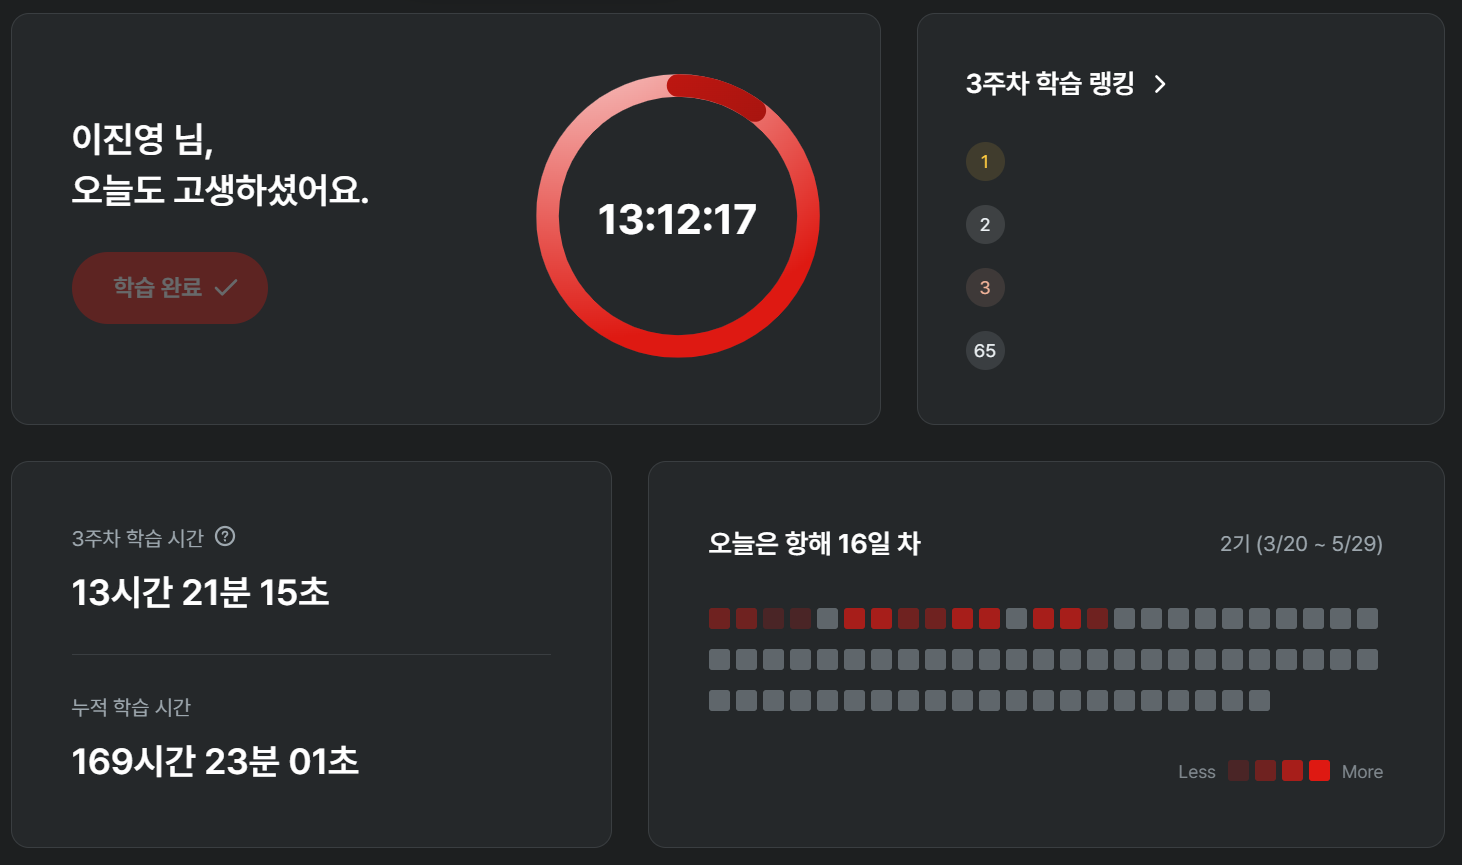 이진영 님,
오늘도 고생하셨어요.
학습 완료
13:12:17
3주차 학습 랭킹
1
2
3
65
3주차 학습 시간
13시간 21분 15초
누적 학습 시간
169시간 23분 01초
오늘은 항해 16일 차
2기 (3/20 ~ 5/29)
Less
More